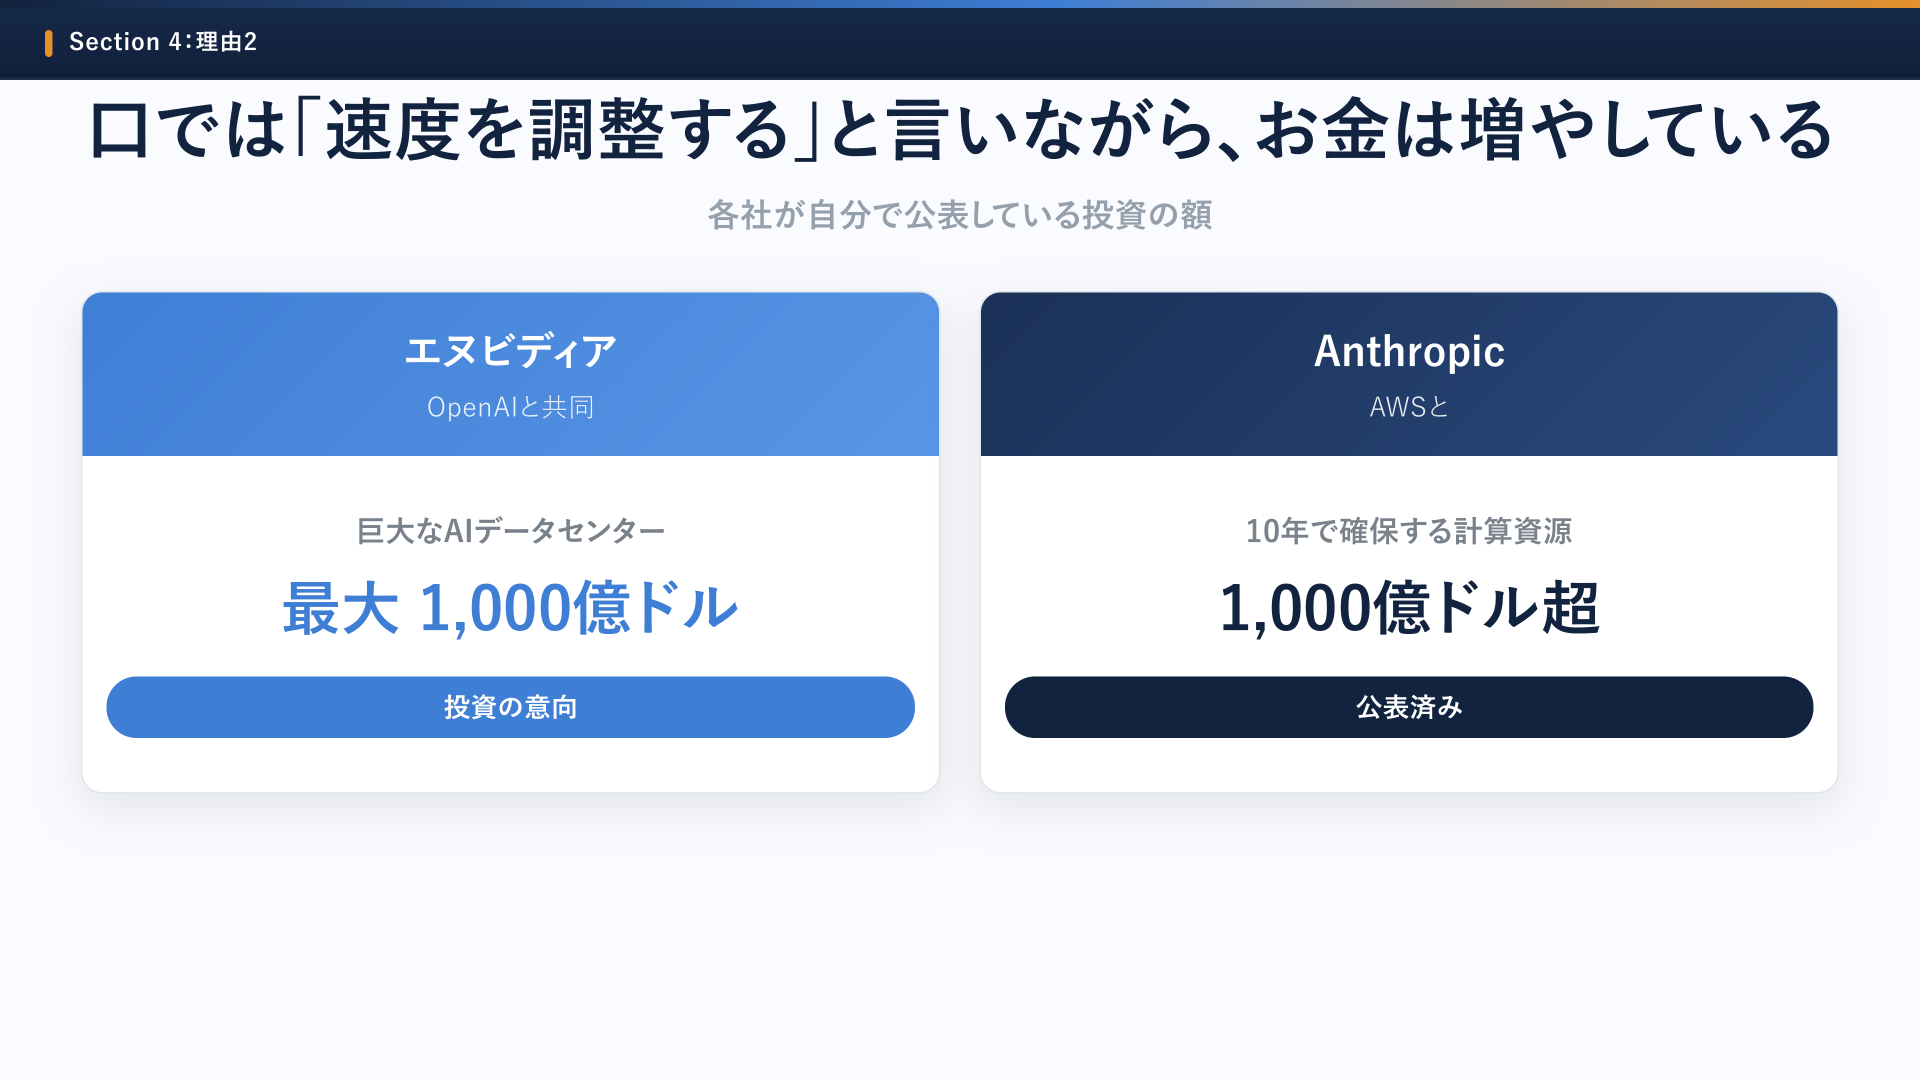 Section 4：理由2
口では「速度を調整する」と言いながら、お金は増やしている
各社が自分で公表している投資の額
エヌビディア
OpenAIと共同
巨大なAIデータセンター
最大 1,000億ドル
投資の意向
Anthropic
AWSと
10年で確保する計算資源
1,000億ドル超
公表済み